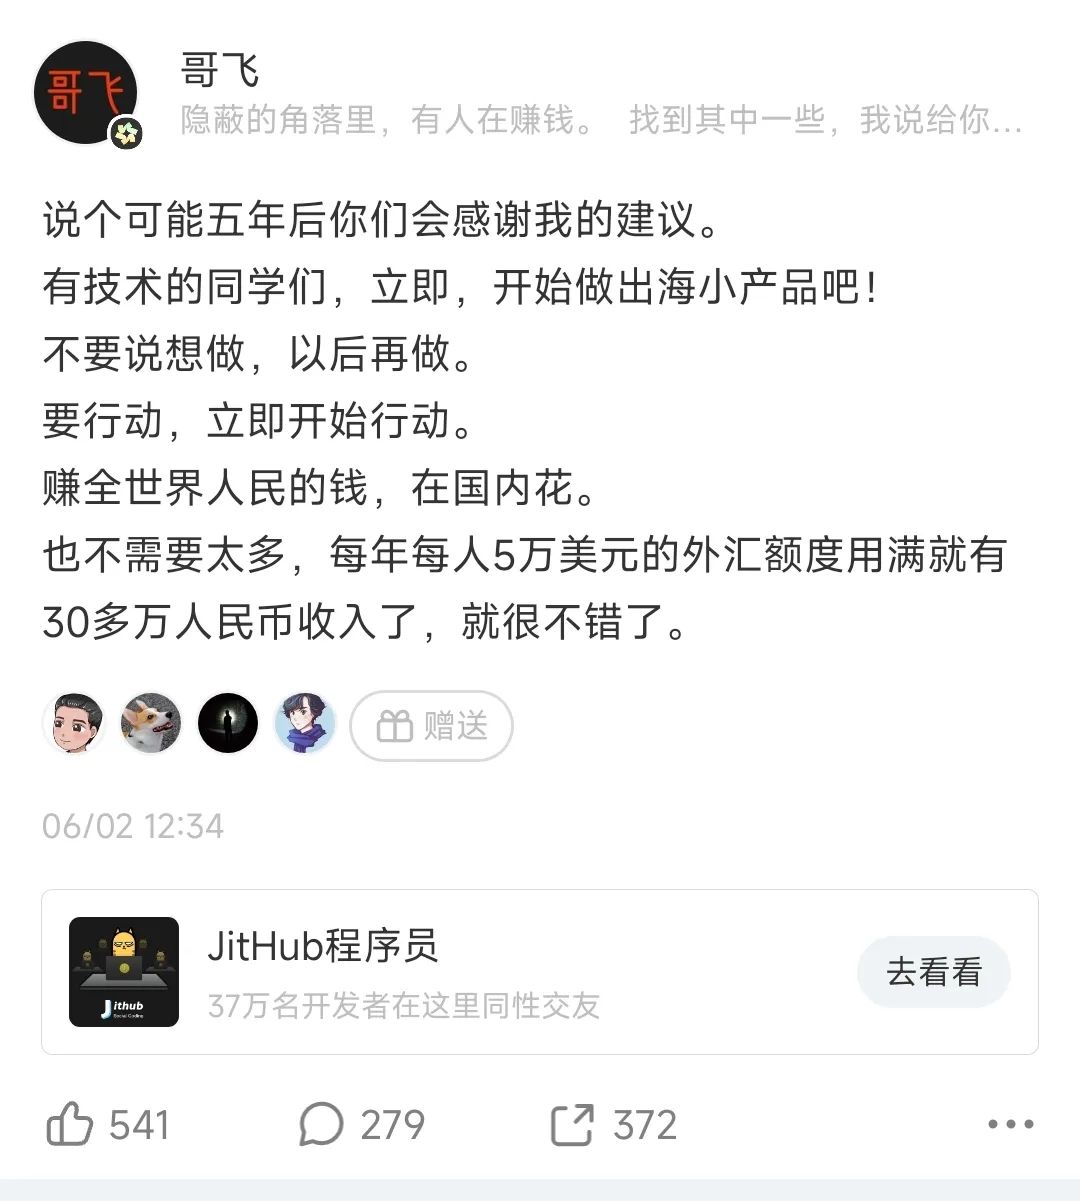 哥飞
哥飞
隐蔽的角落里，有人在赚钱。 找到其中一些，我说给你...
说个可能五年后你们会感谢我的建议。
有技术的同学们，立即，开始做出海小产品吧！
不要说想做，以后再做。
要行动，立即开始行动。
赚全世界人民的钱，在国内花。
也不需要太多，每年每人5万美元的外汇额度用满就有
30多万人民币收入了，就很不错了。
赠送
06/02 12:34
JitHub程序员
37万名开发者在这里同性交友
去看看
Jithub
Social Coding
541
279
372